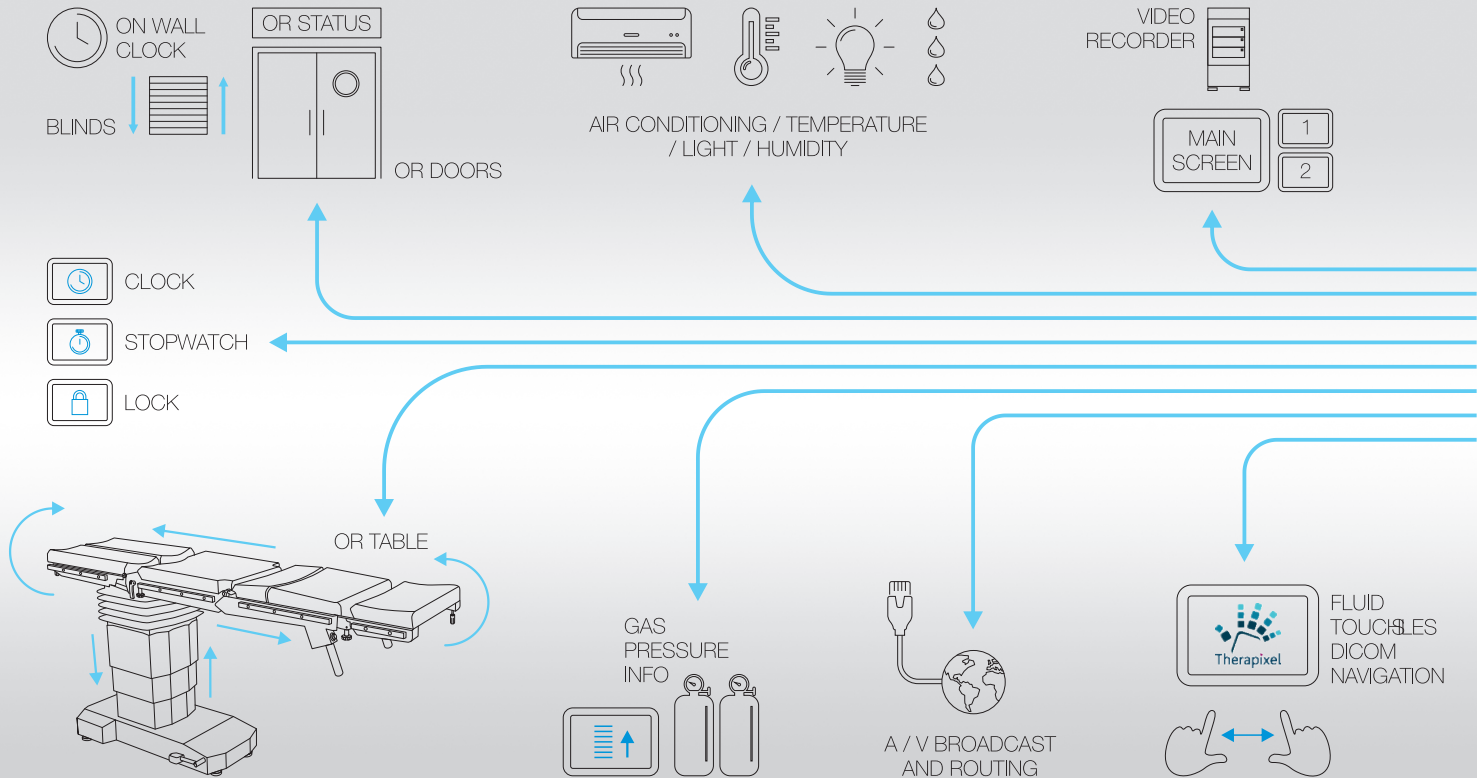 ON WALL
CLOCK
OR STATUS
BLINDS
OR DOORS
AIR CONDITIONING / TEMPERATURE
/ LIGHT / HUMIDITY
VIDEO
RECORDER
MAIN
SCREEN
1
2
CLOCK
STOPWATCH
LOCK
OR TABLE
GAS
PRESSURE
INFO
A / V BROADCAST
AND ROUTING
Therapixel
FLUID
DICOM
NAVIGATION